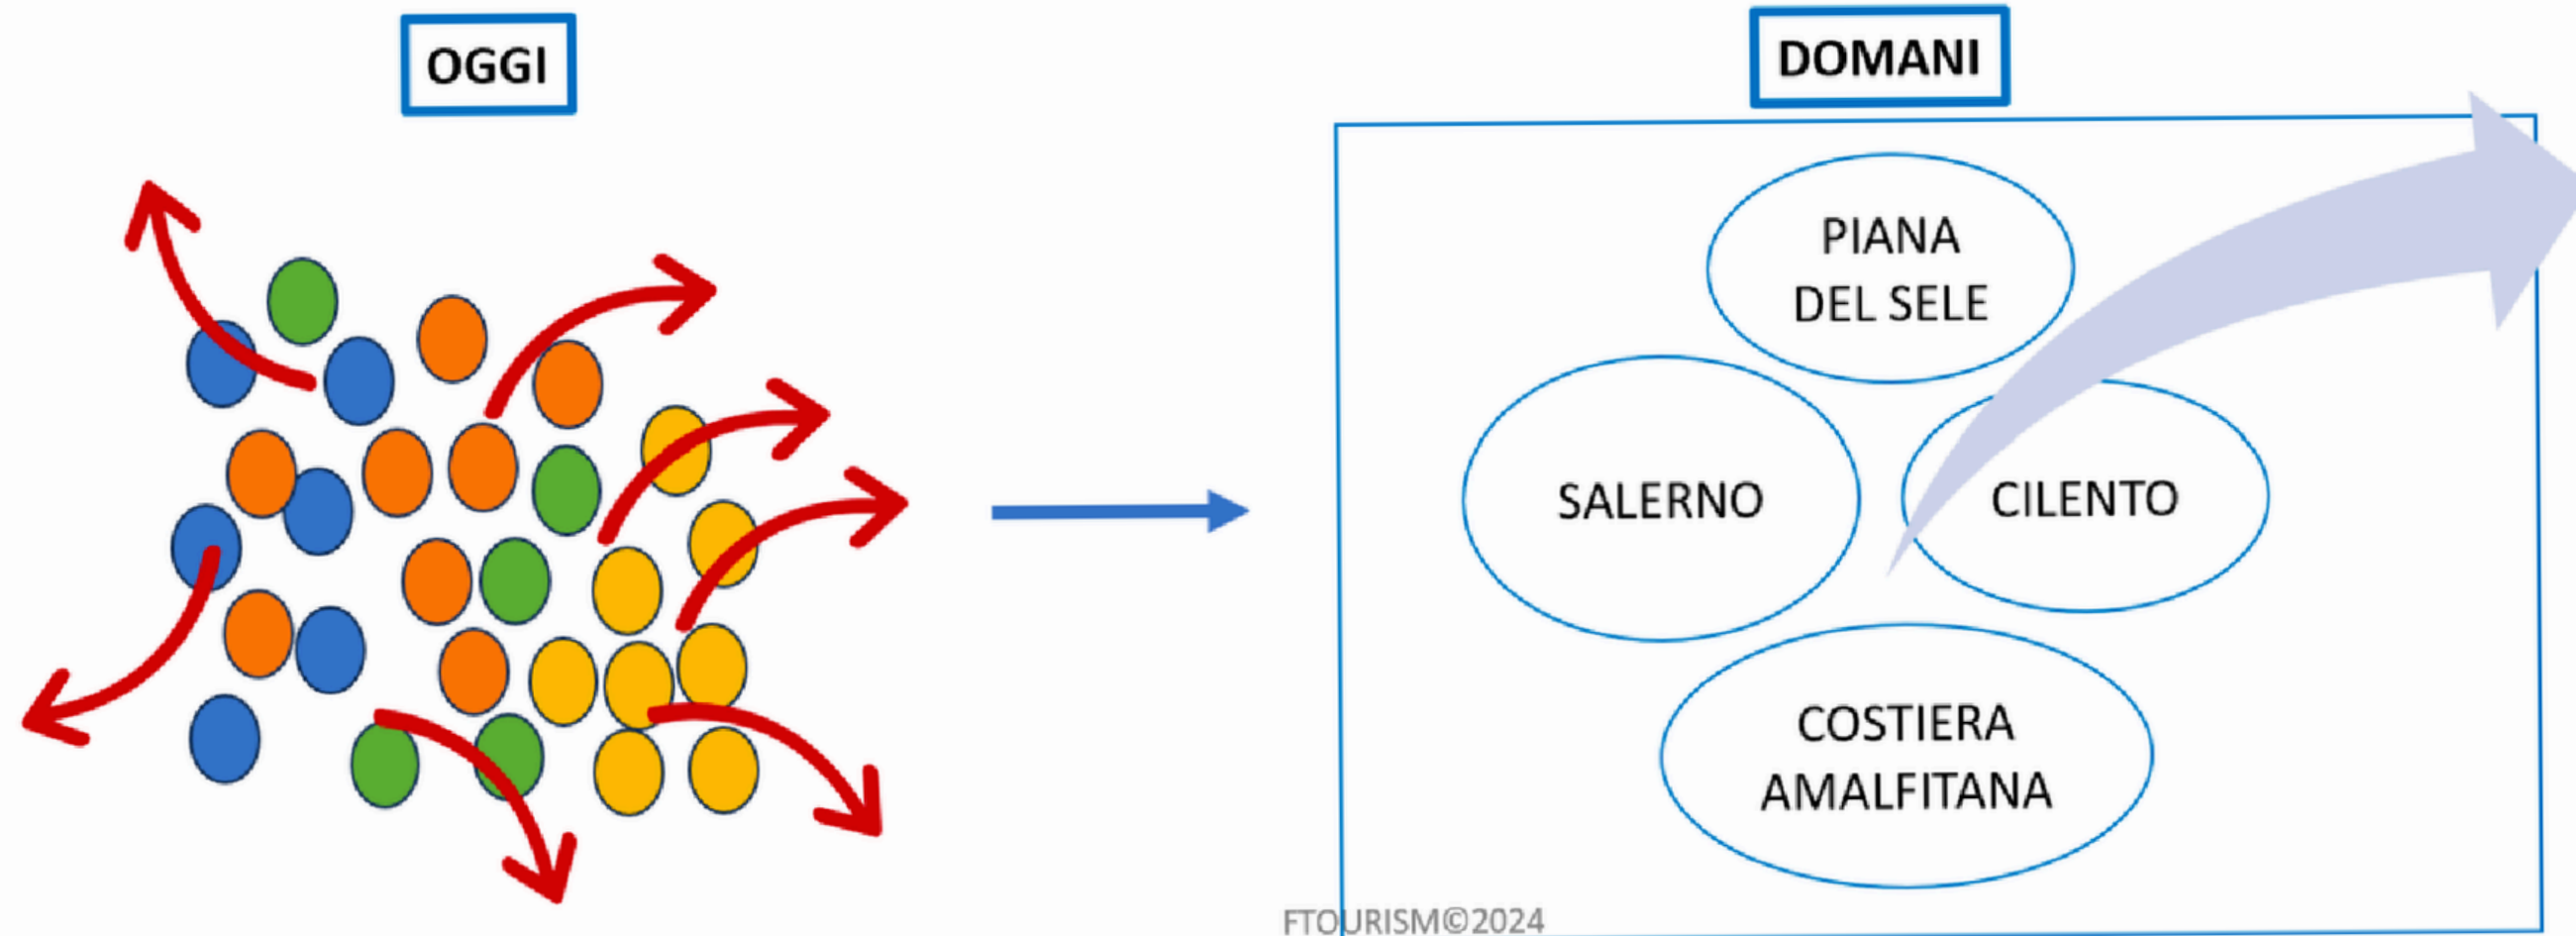 OGGI
DOMANI
PIANA
DEL SELE
SALERNO
CILENTO
COSTIERA
AMALFITANA
FTOURISM©2024